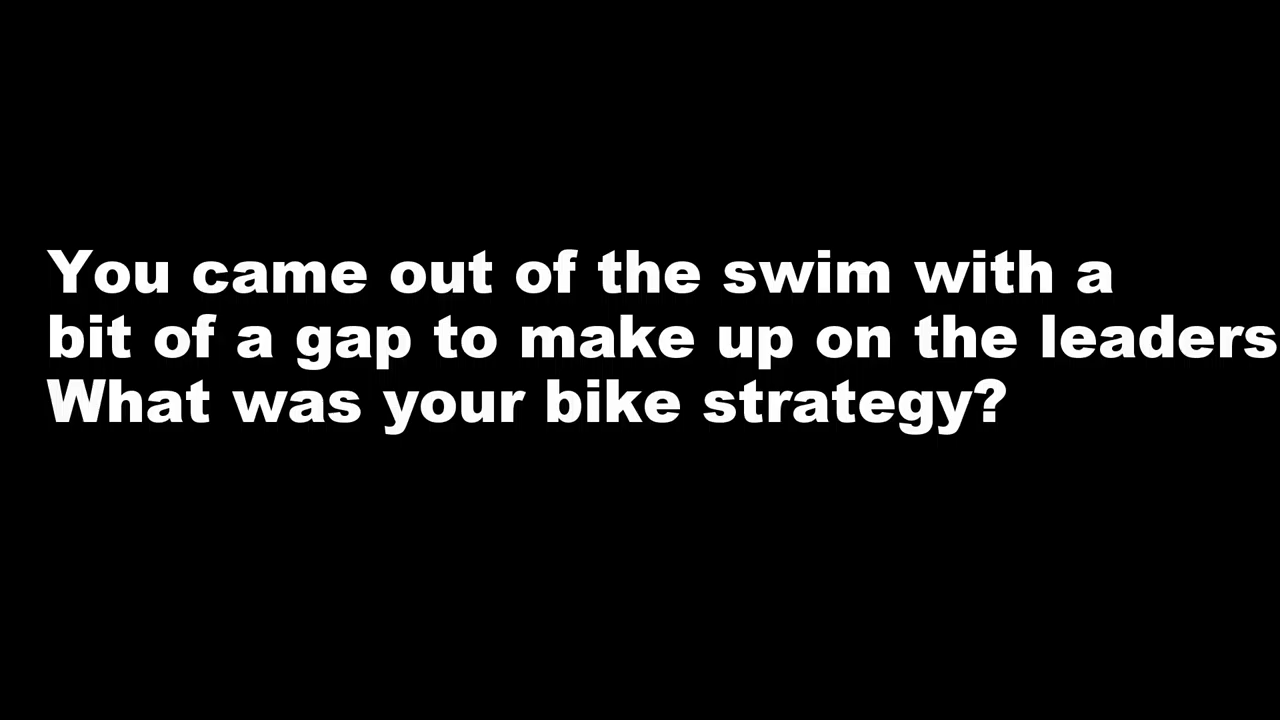 You came out of the swim with a
bit of a gap to make up on the leaders
What was your bike strategy?